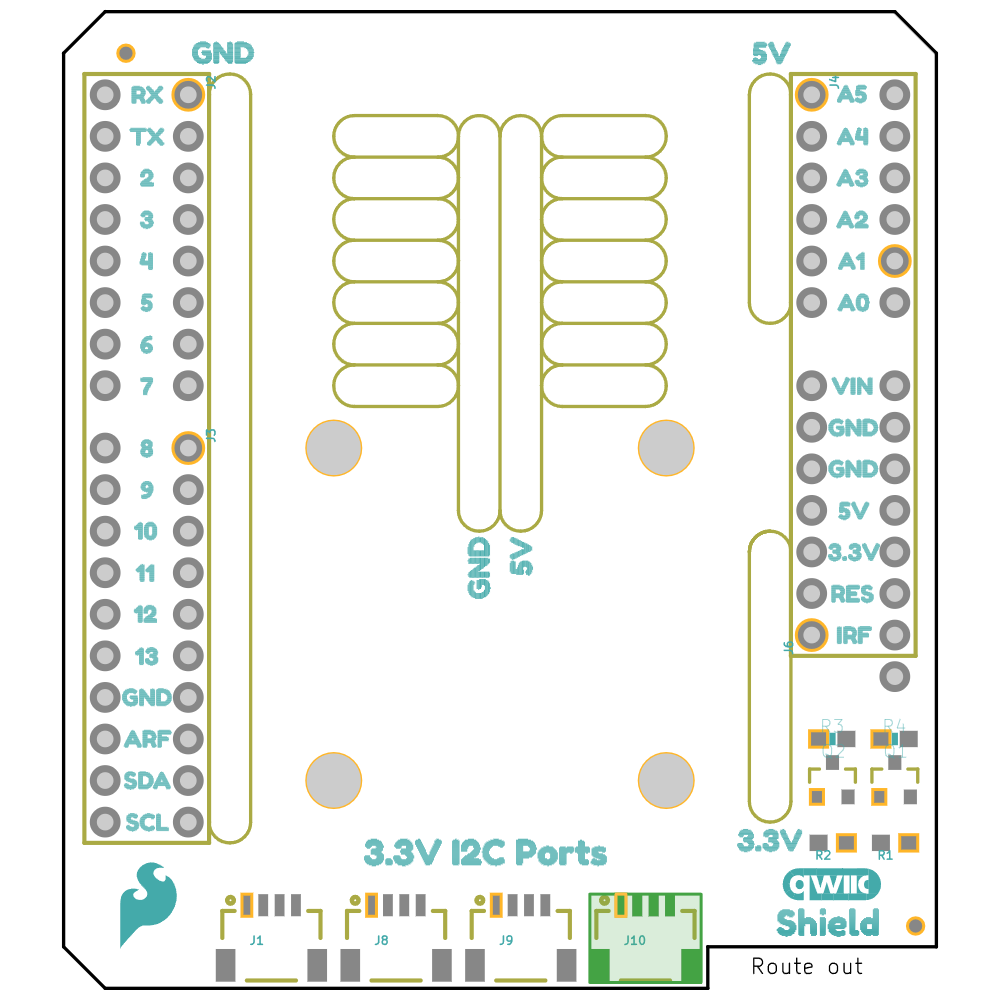 GND
5V
J2
J4
RX
TX
2
3
4
5
6
7
J3
8
9
10
11
12
13
GND
ARF
SDA
SCL
A5
A4
A3
A2
A1
A0
VIN
GND
GND
5V
3.3V
RES
IRF
J6
GND
5V
R3 R4
Q2 Q1
3.3V
R2 R1
3.3V I2C Ports
qwiic
Shield
J1 J8 J9 J10
Route out